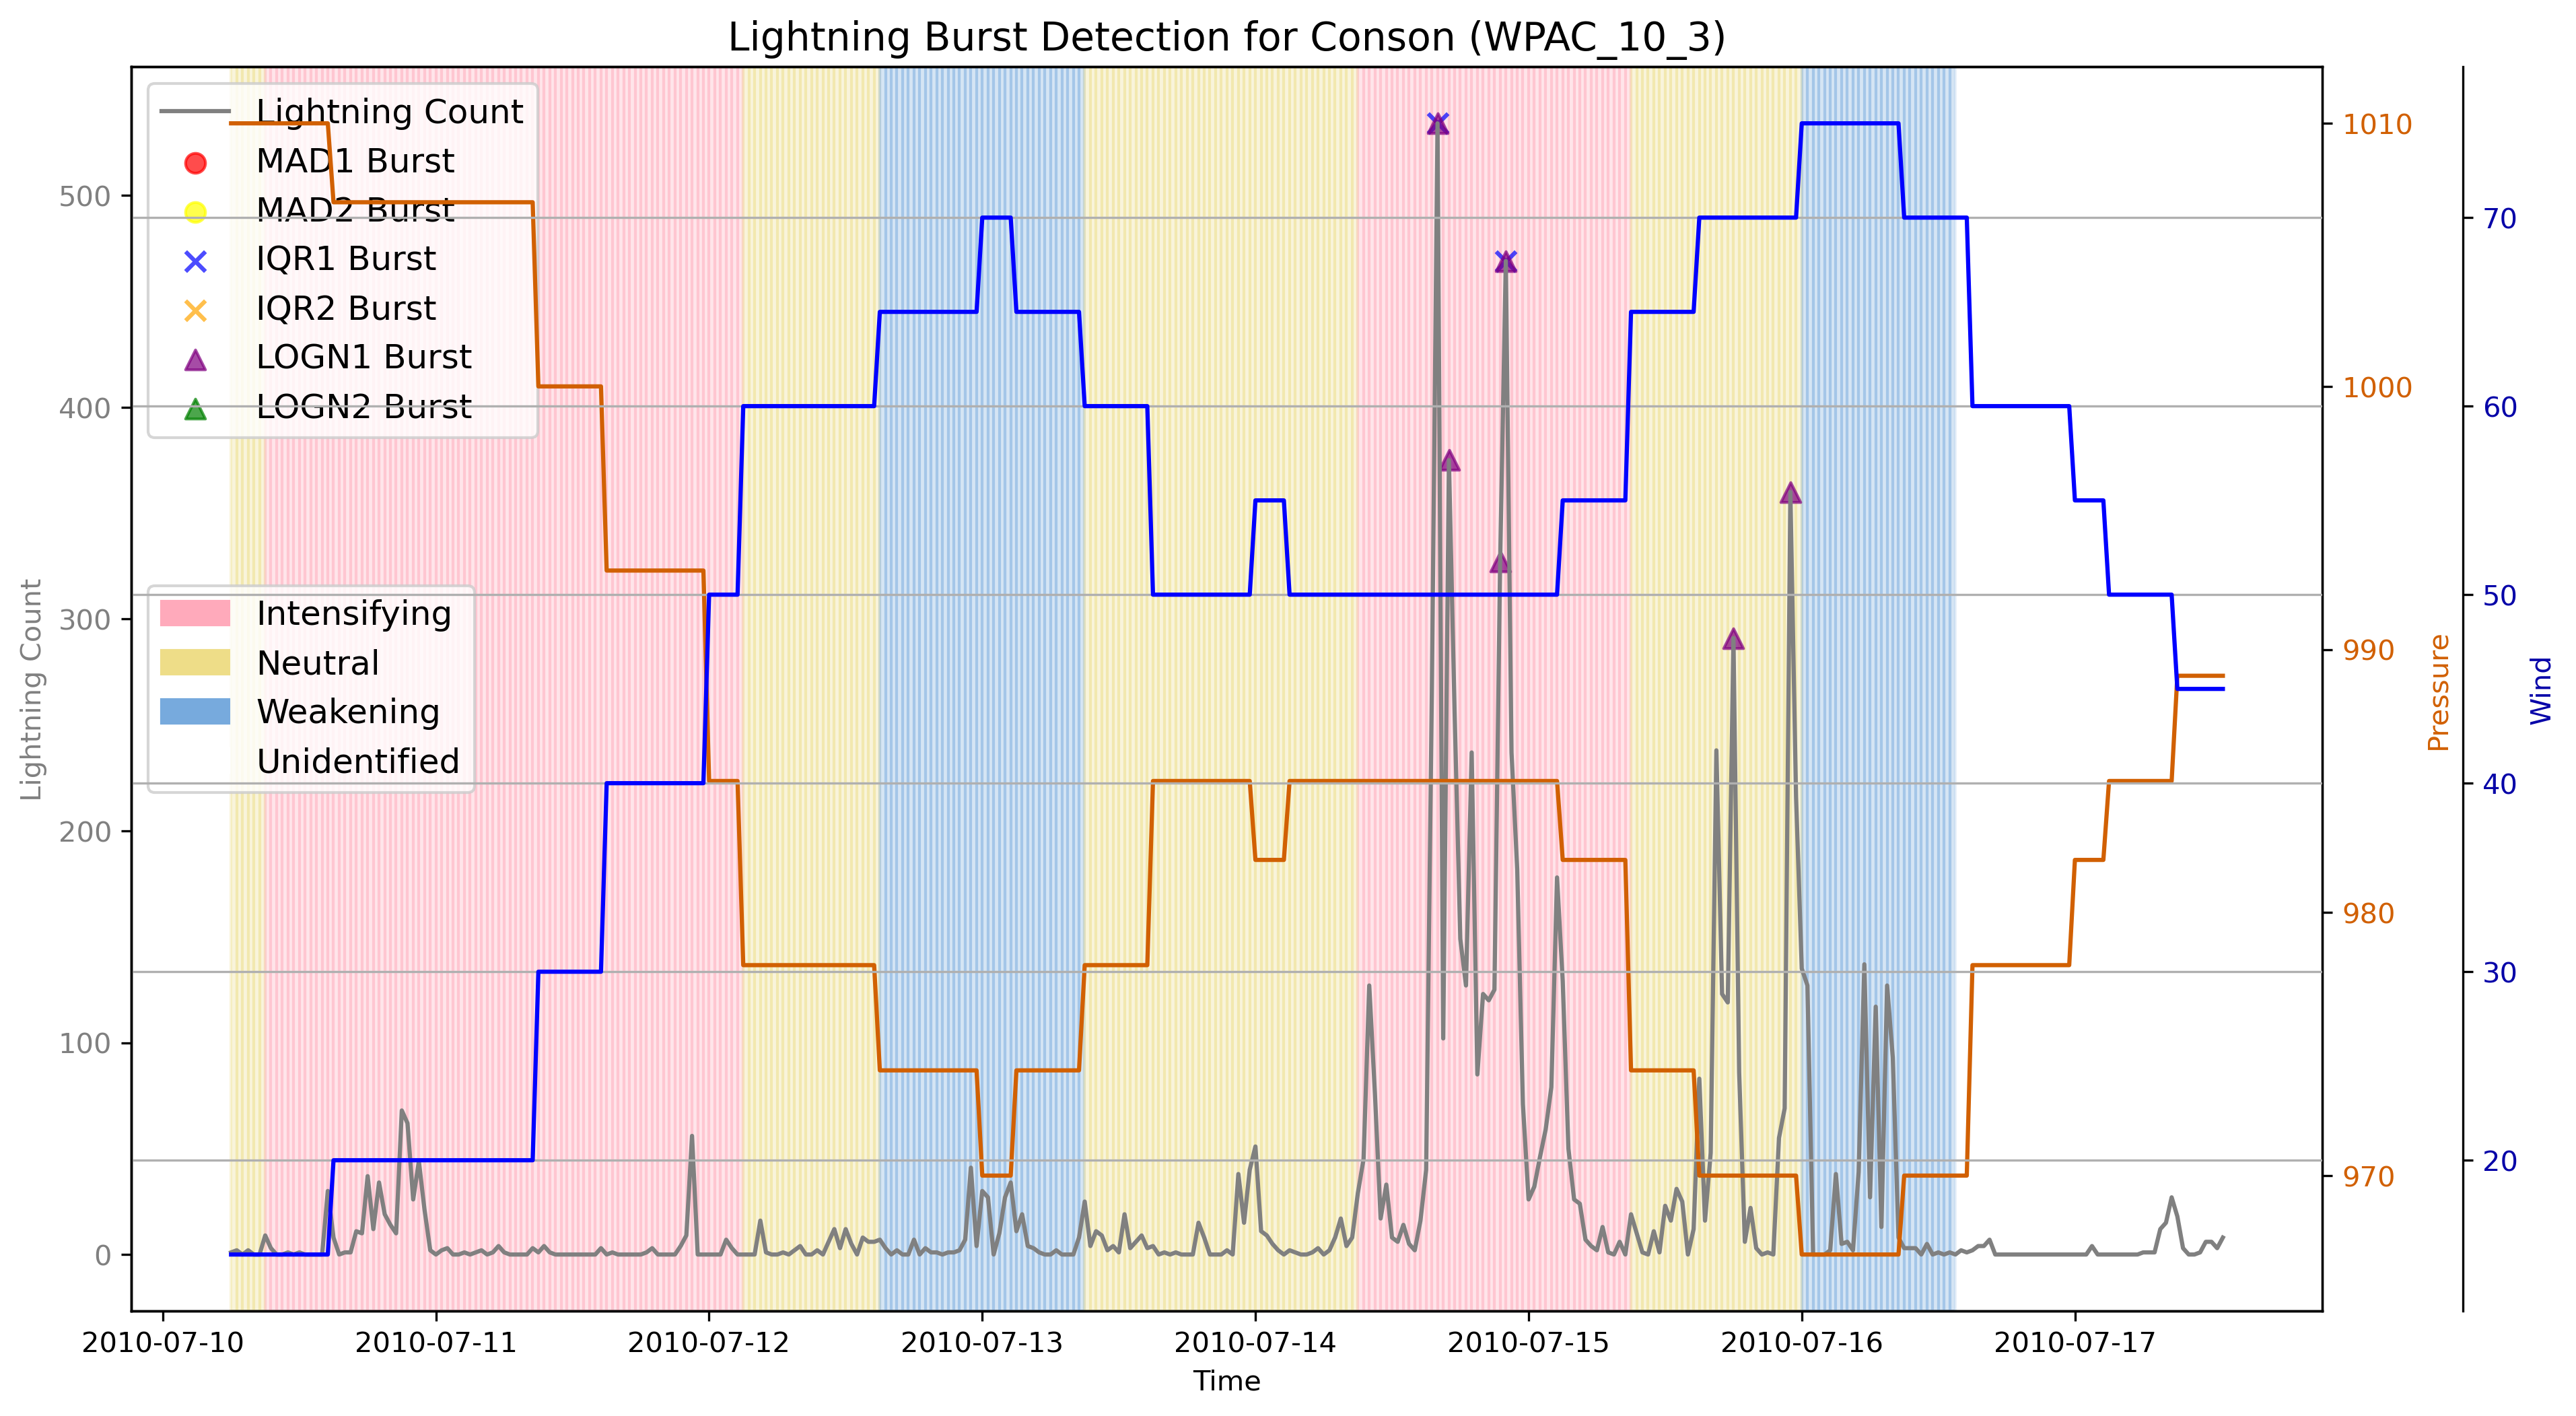 Lightning Burst Detection for Conson (WPAC_10_3)
Lightning Count
MAD1 Burst
MAD2 Burst
IQR1 Burst
IQR2 Burst
LOGN1 Burst
LOGN2 Burst
Intensifying
Neutral
Weakening
Unidentified
Lightning Count
500
400
300
200
100
0
1010
1000
990
980
970
Pressure
70
60
50
40
30
20
Wind
2010-07-10
2010-07-11
2010-07-12
2010-07-13
2010-07-14
2010-07-15
2010-07-16
2010-07-17
Time